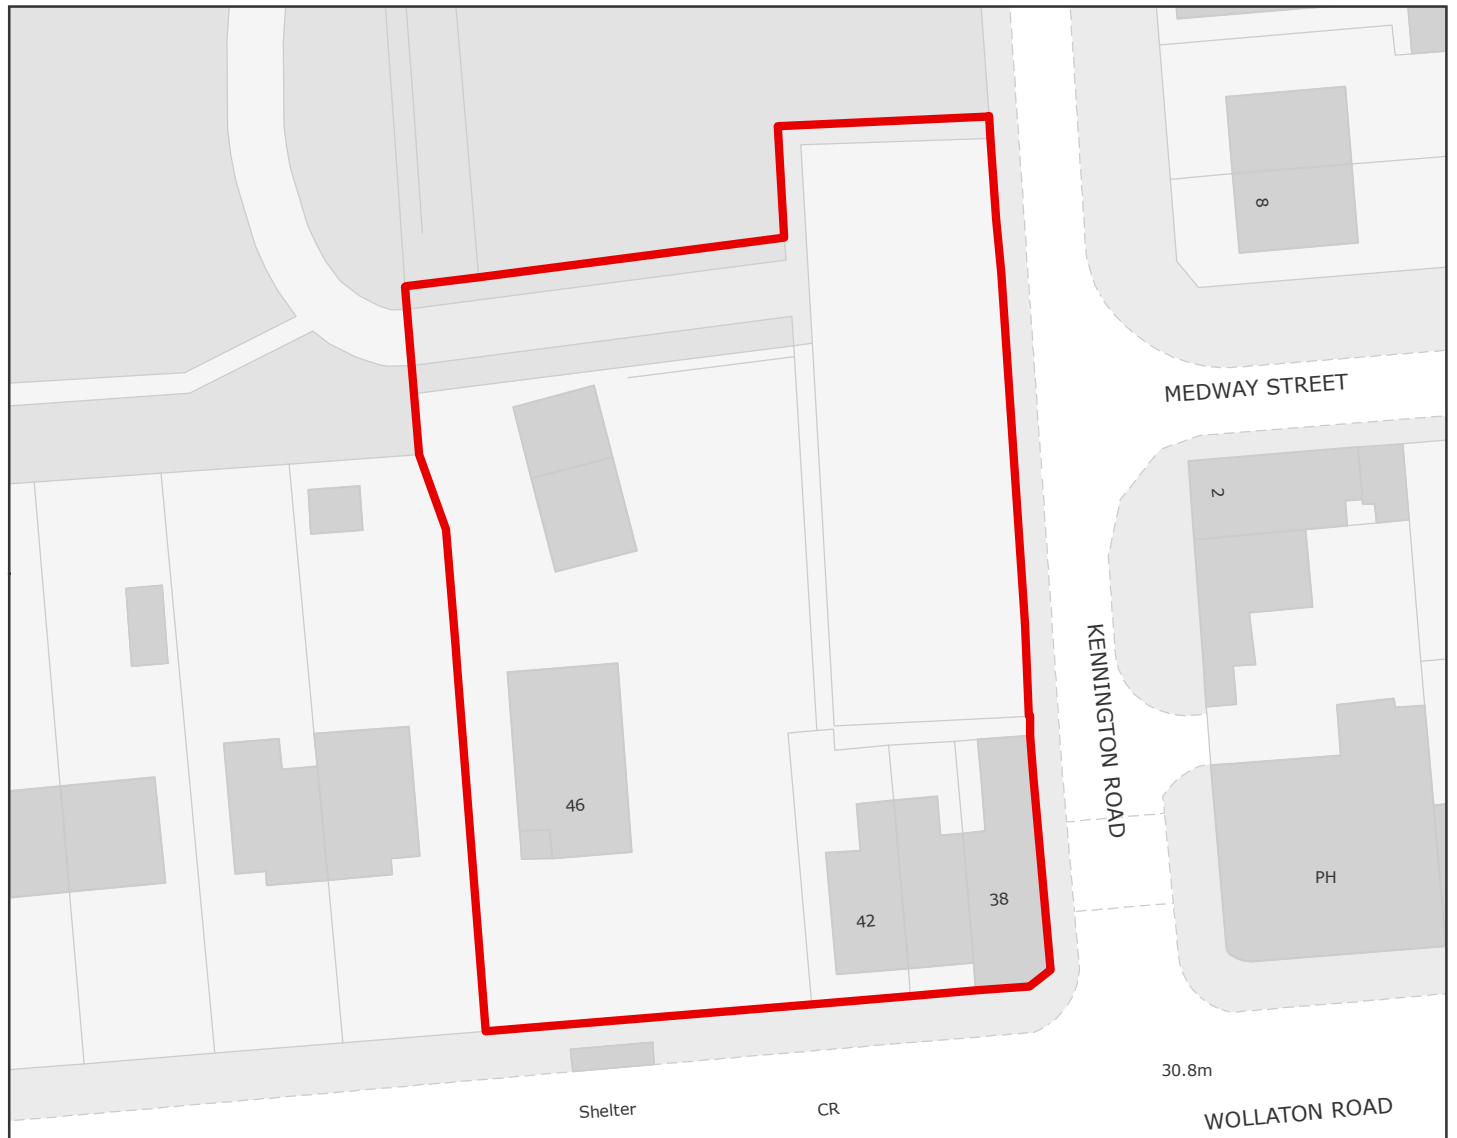 8
MEDWAY STREET
2
KENNINGTON ROAD
46
PH
38
42
30.8m
Shelter
CR
WOLLATON ROAD